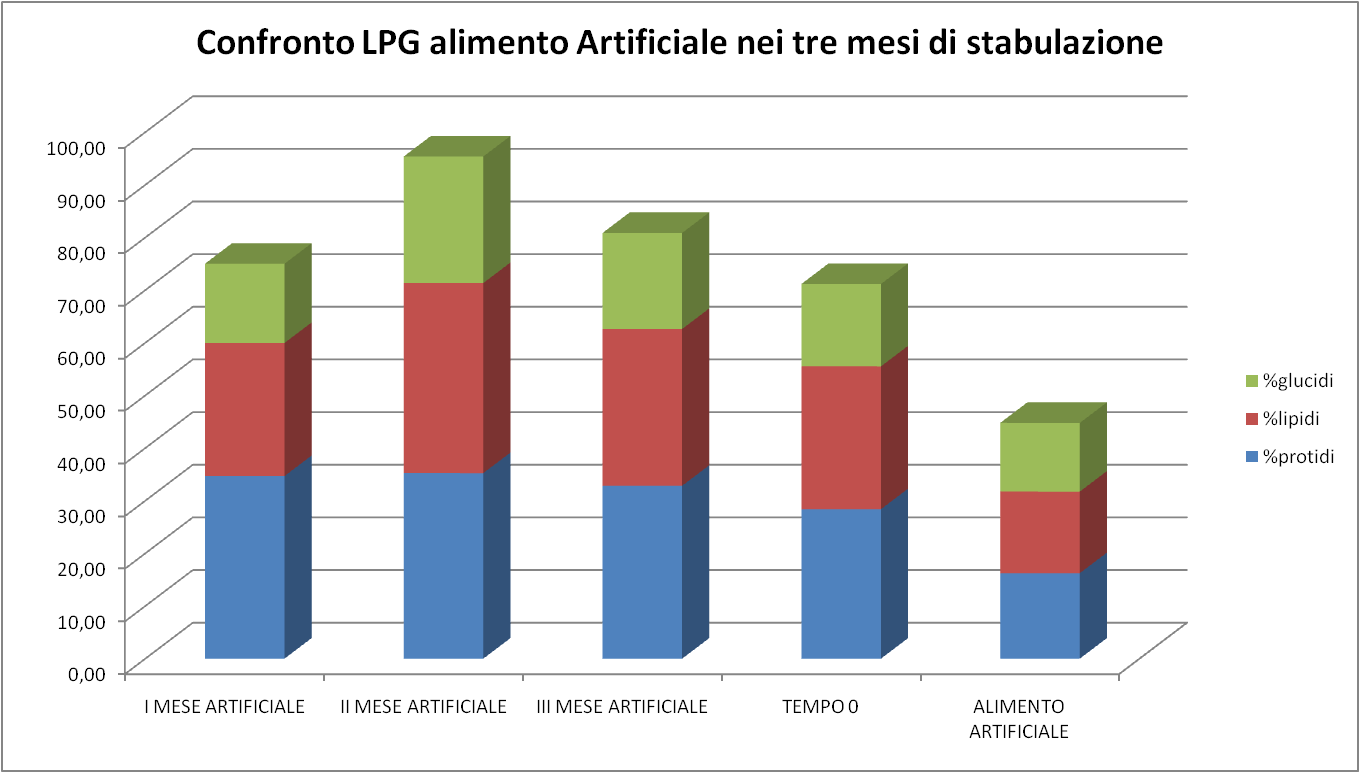 Confronto LPG alimento Artificiale nei tre mesi di stabulazione
100,00
90,00
80,00
70,00
60,00
50,00
40,00
30,00
20,00
10,00
0,00
I MESE ARTIFICIALE
II MESE ARTIFICIALE
III MESE ARTIFICIALE
TEMPO 0
ALIMENTO
ARTIFICIALE
%glucidi
%lipidi
%protidi